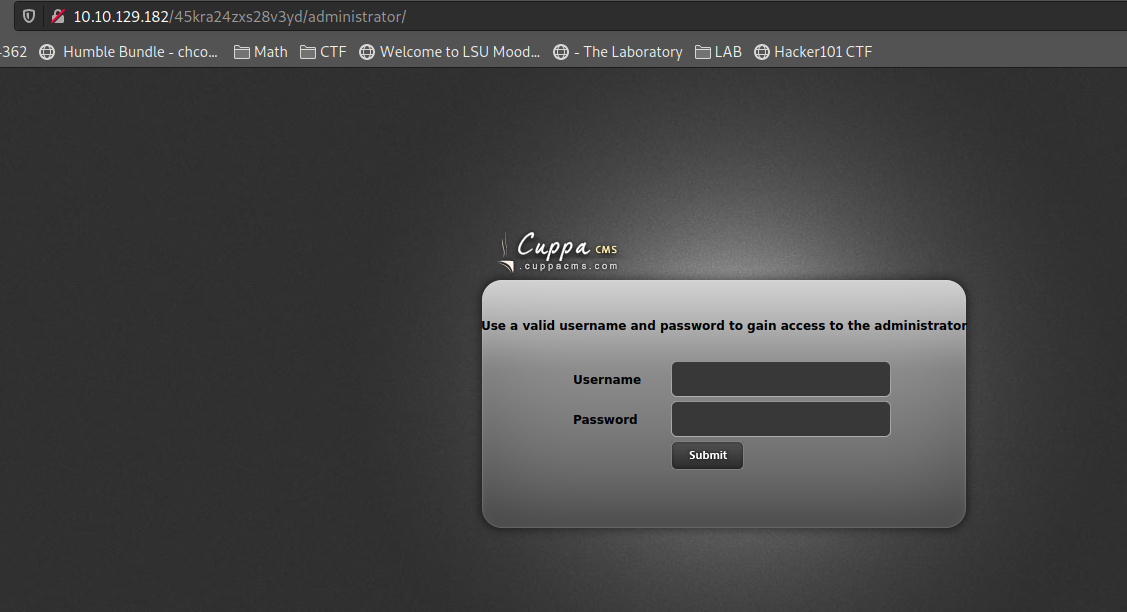 10.10.129.182/45kra24zxs28v3yd/administrator/
-362 Humble Bundle - chco... Math CTF Welcome to LSU Mood... - The Laboratory LAB Hacker101 CTF
Cuppa CMS
.cuppacms.com
Use a valid username and password to gain access to the administrator
Username
Password
Submit